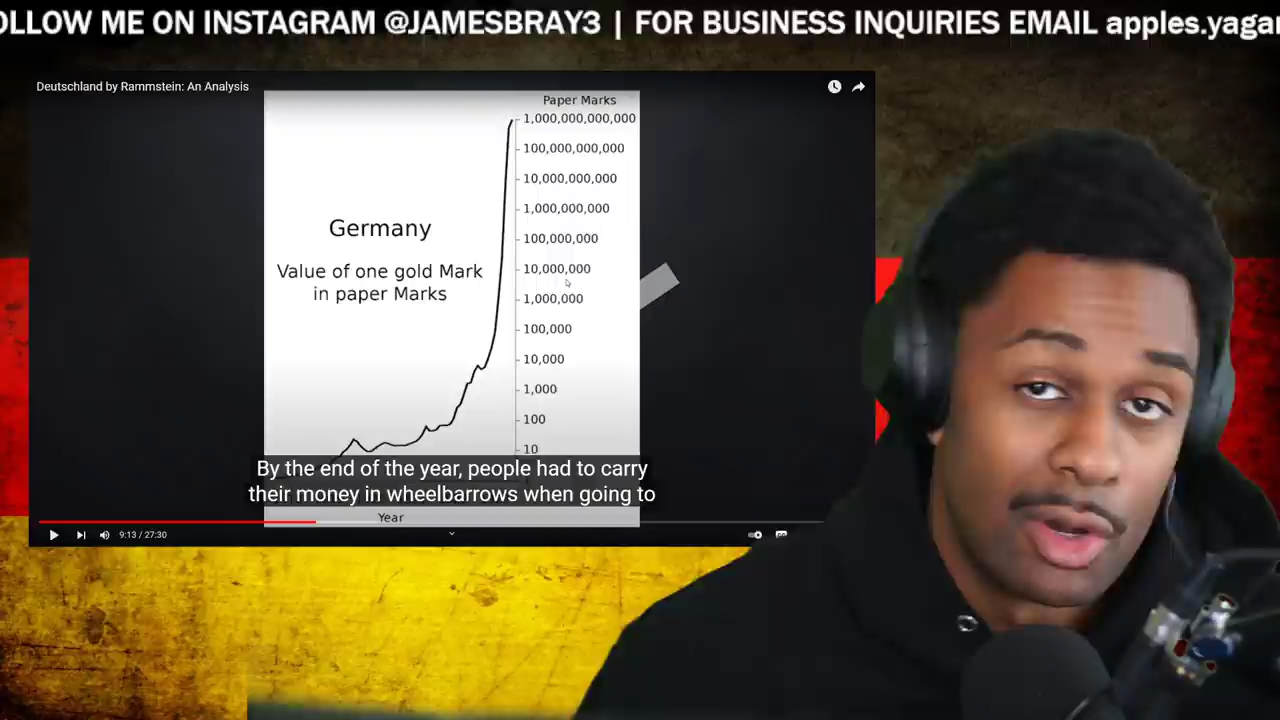 OLLOW ME ON INSTAGRAM @JAMESBRAY3 | FOR BUSINESS INQUIRIES EMAIL apples.yagar
Deutschland by Rammstein: An Analysis
Paper Marks
1,000,000,000,000
100,000,000,000
10,000,000,000
1,000,000,000
100,000,000
10,000,000
1,000,000
100,000
10,000
1,000
100
10
Germany
Value of one gold Mark
in paper Marks
By the end of the year, people had to carry
their money in wheelbarrows when going to
Year
9:13 / 27:30